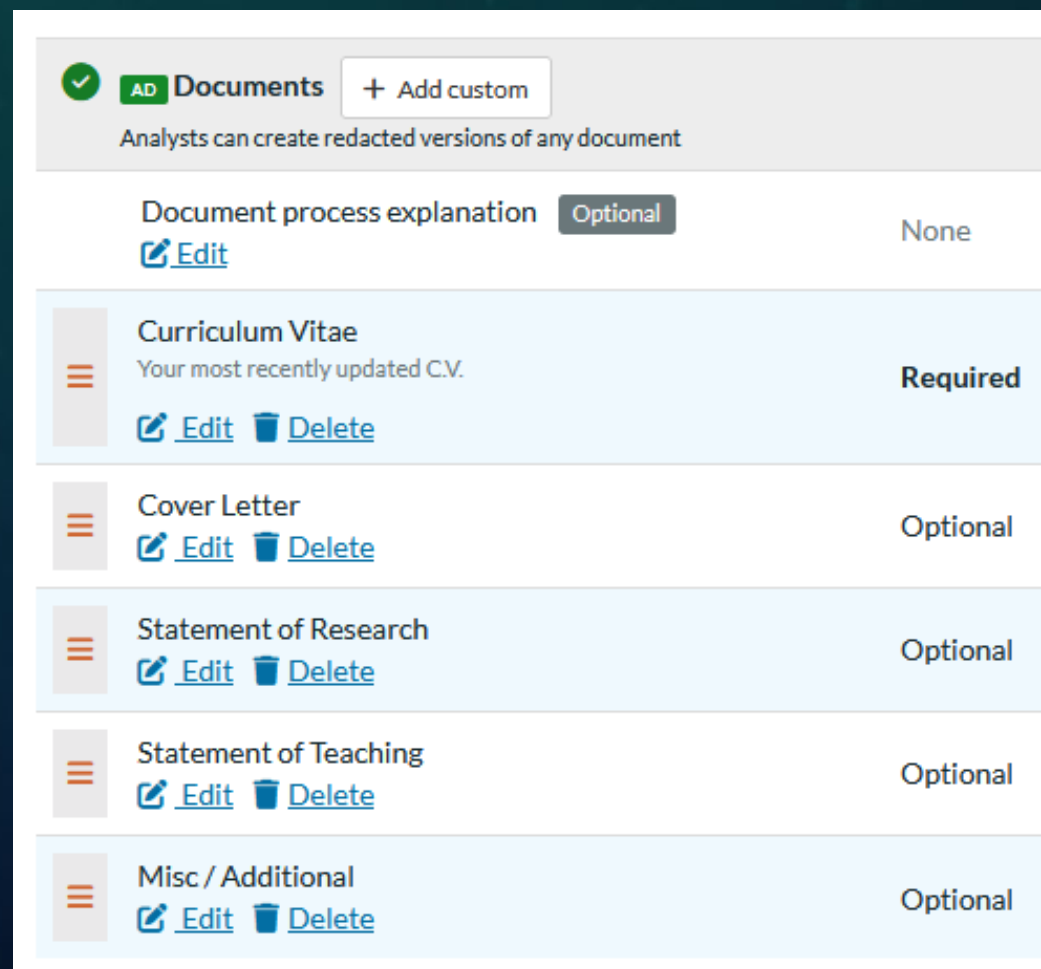 AD Documents + Add custom
Analysts can create redacted versions of any document
Document process explanation Optional
None
Edit
Curriculum Vitae
Your most recently updated C.V.
Required
Edit Delete
Cover Letter
Optional
Edit Delete
Statement of Research
Optional
Edit Delete
Statement of Teaching
Optional
Edit Delete
Misc / Additional
Optional
Edit Delete